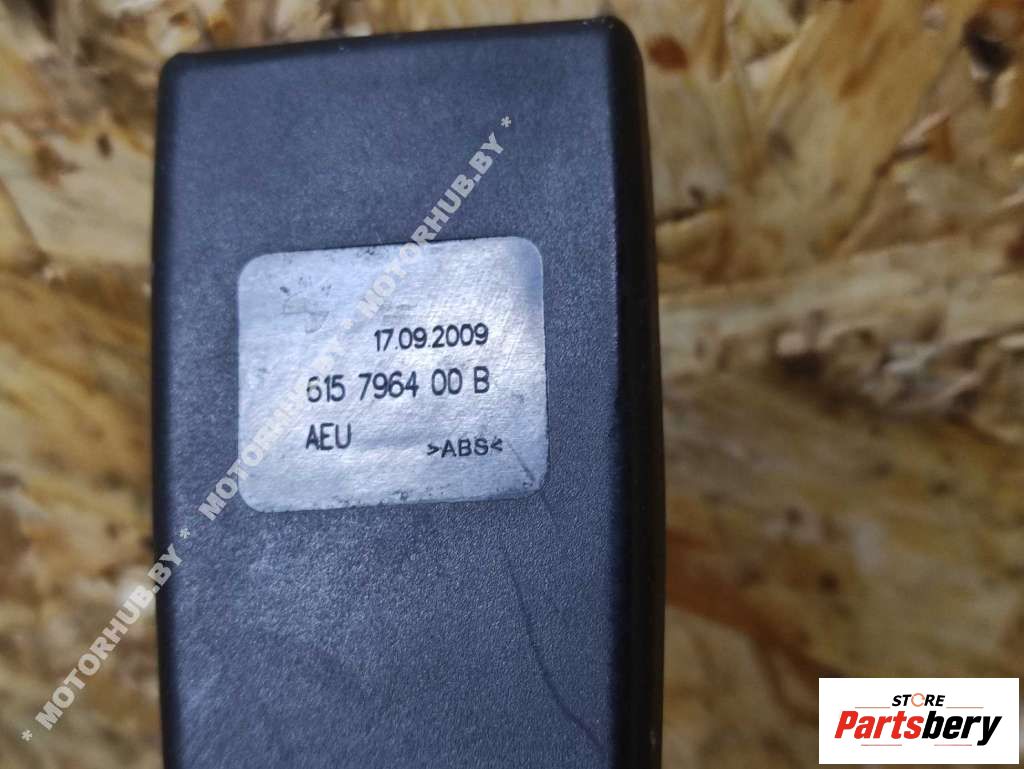 17.09.2009
615 7964 00 B
AEU
>ABS<
* MOTORHUB.BY * MOTORHUB.BY * MOTORHUB.BY *
STORE
Partsbery